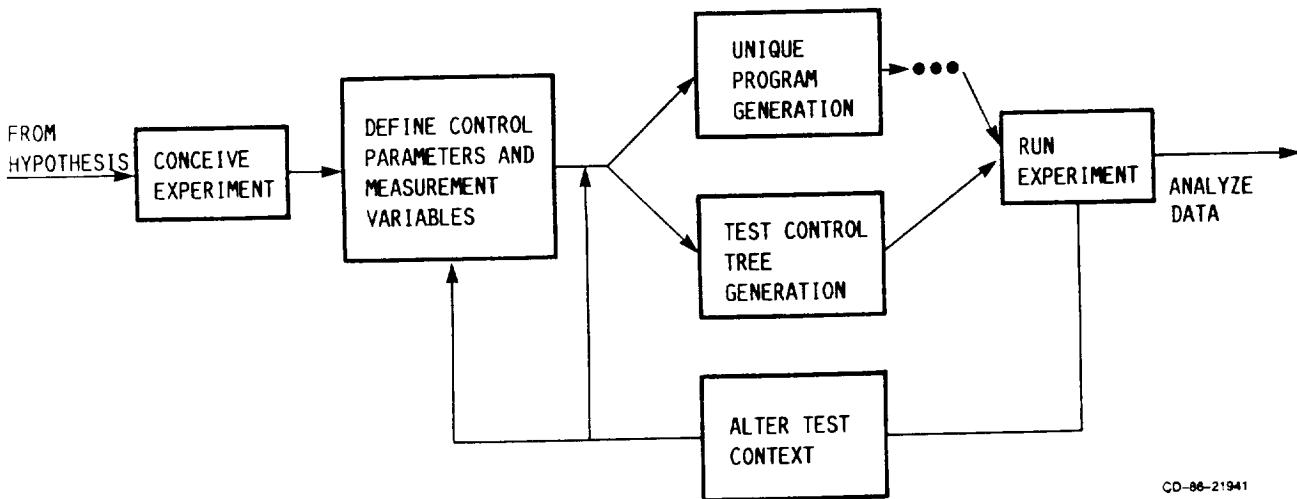 FROM
HYPOTHESIS
CONCEIVE
EXPERIMENT
DEFINE CONTROL
PARAMETERS AND
MEASUREMENT
VARIABLES
UNIQUE
PROGRAM
GENERATION
TEST CONTROL
TREE
GENERATION
RUN
EXPERIMENT
ANALYZE
DATA
ALTER TEST
CONTEXT
CD-86-21941